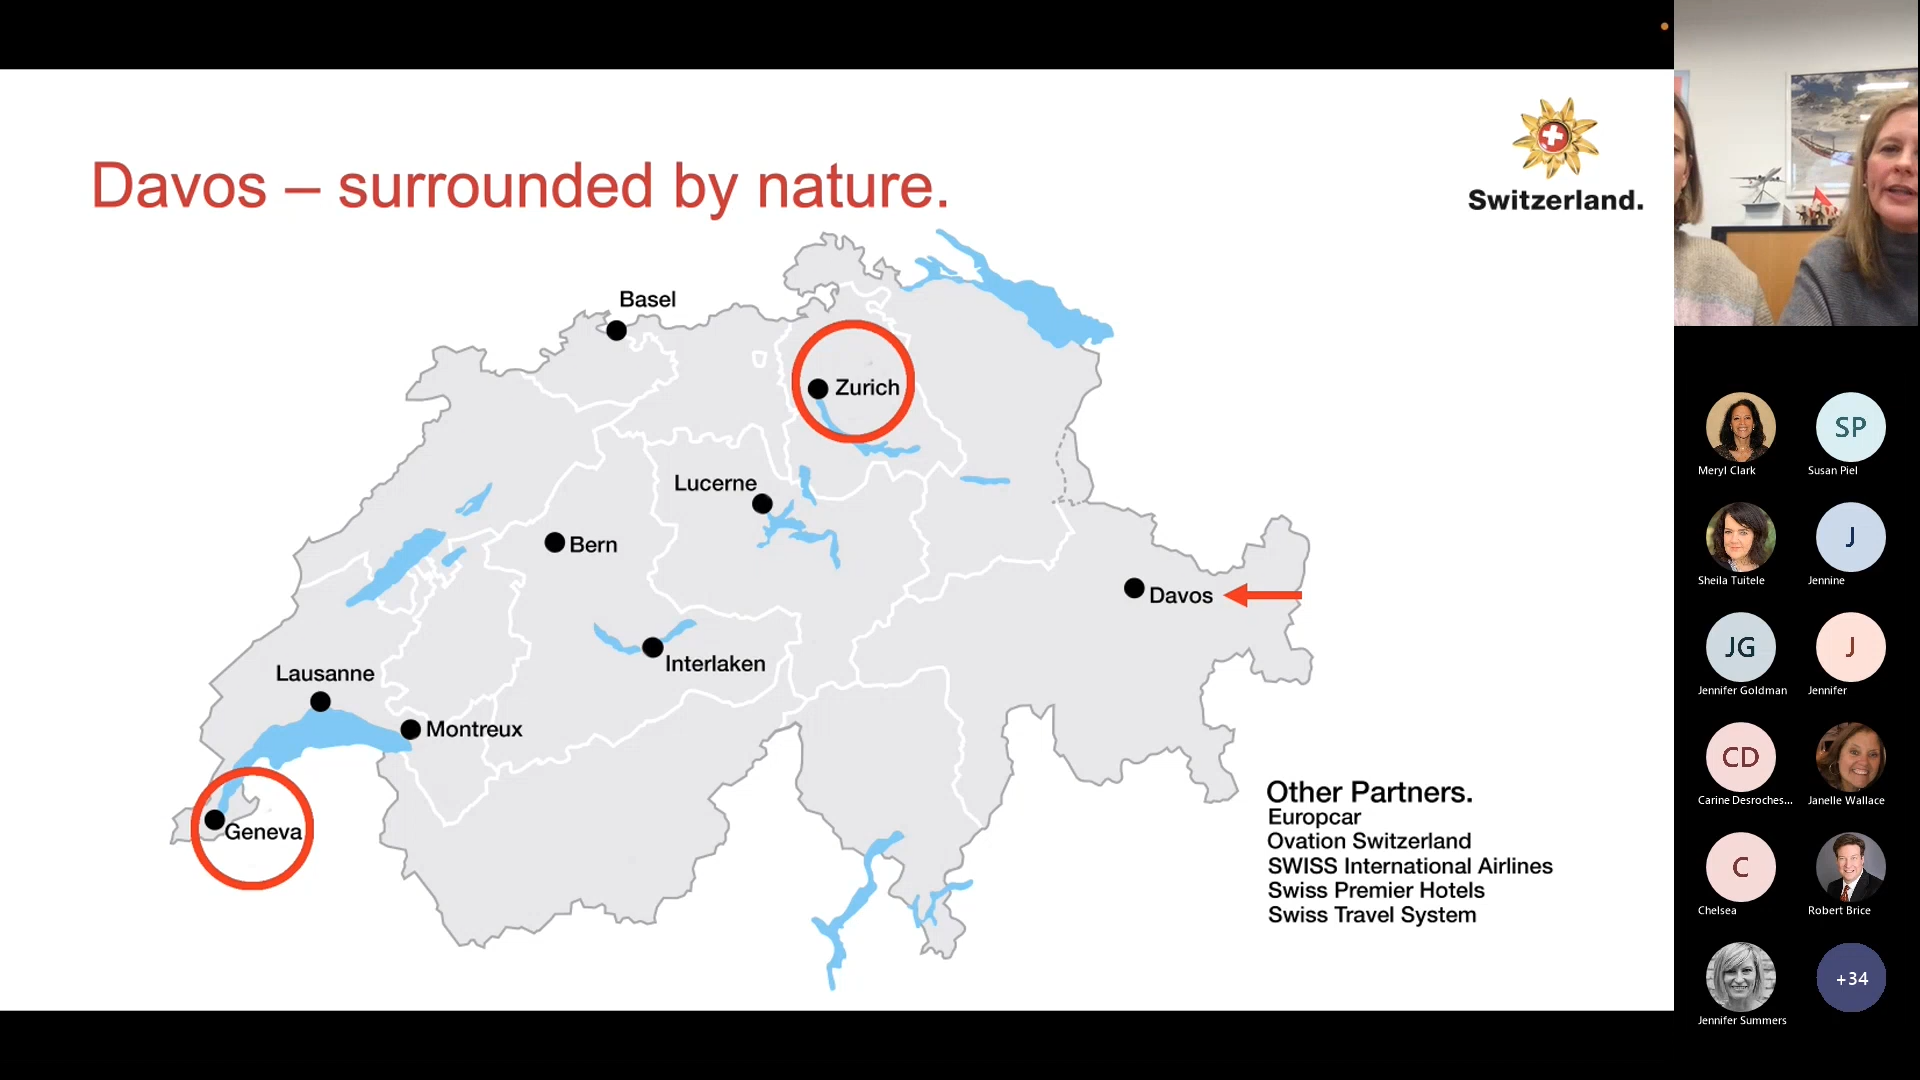 Davos – surrounded by nature.
Switzerland.
Basel
Zurich
Lucerne
Bern
Davos
Interlaken
Lausanne
Montreux
Geneva
Other Partners.
Europcar
Ovation Switzerland
SWISS International Airlines
Swiss Premier Hotels
Swiss Travel System
Meryl Clark
SP
Susan Piel
Sheila Tuitele
J
Jennine
JG
Jennifer Goldman
J
Jennifer
CD
Carine Desroches...
Janelle Wallace
C
Chelsea
Robert Brice
Jennifer Summers
+34